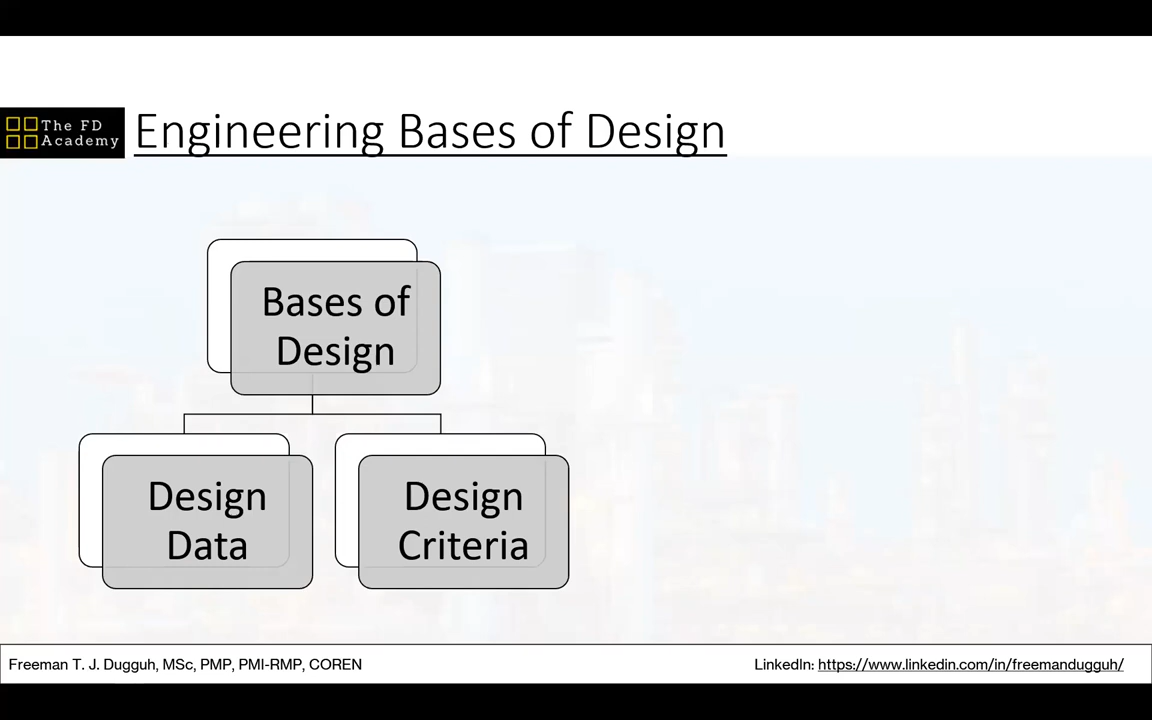 The FD
Academy
Engineering Bases of Design
Bases of
Design
Design
Data
Design
Criteria
Freeman T. J. Dugguh, MSc, PMP, PMI-RMP, COREN
LinkedIn: https://www.linkedin.com/in/freemandugguh/